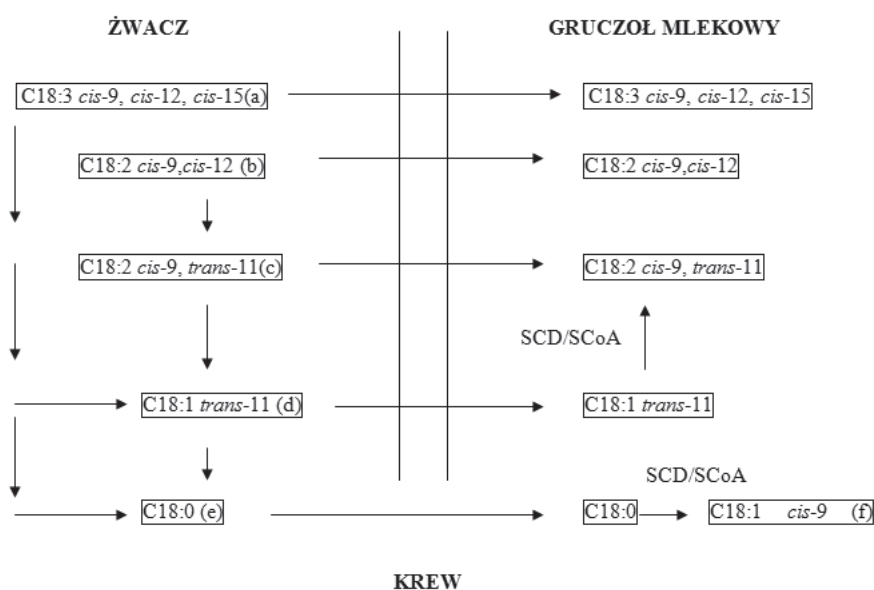 ŻWACZ GRUCZOŁ MLEKOWY
C18:3 cis-9, cis-12, cis-15(a) C18:3 cis-9, cis-12, cis-15
C18:2 cis-9,cis-12 (b) C18:2 cis-9,cis-12
C18:2 cis-9, trans-11(c) C18:2 cis-9, trans-11
SCD/SCoA
C18:1 trans-11 (d) C18:1 trans-11
SCD/SCoA
C18:0 (e) C18:0 C18:1 cis-9 (f)
KREW